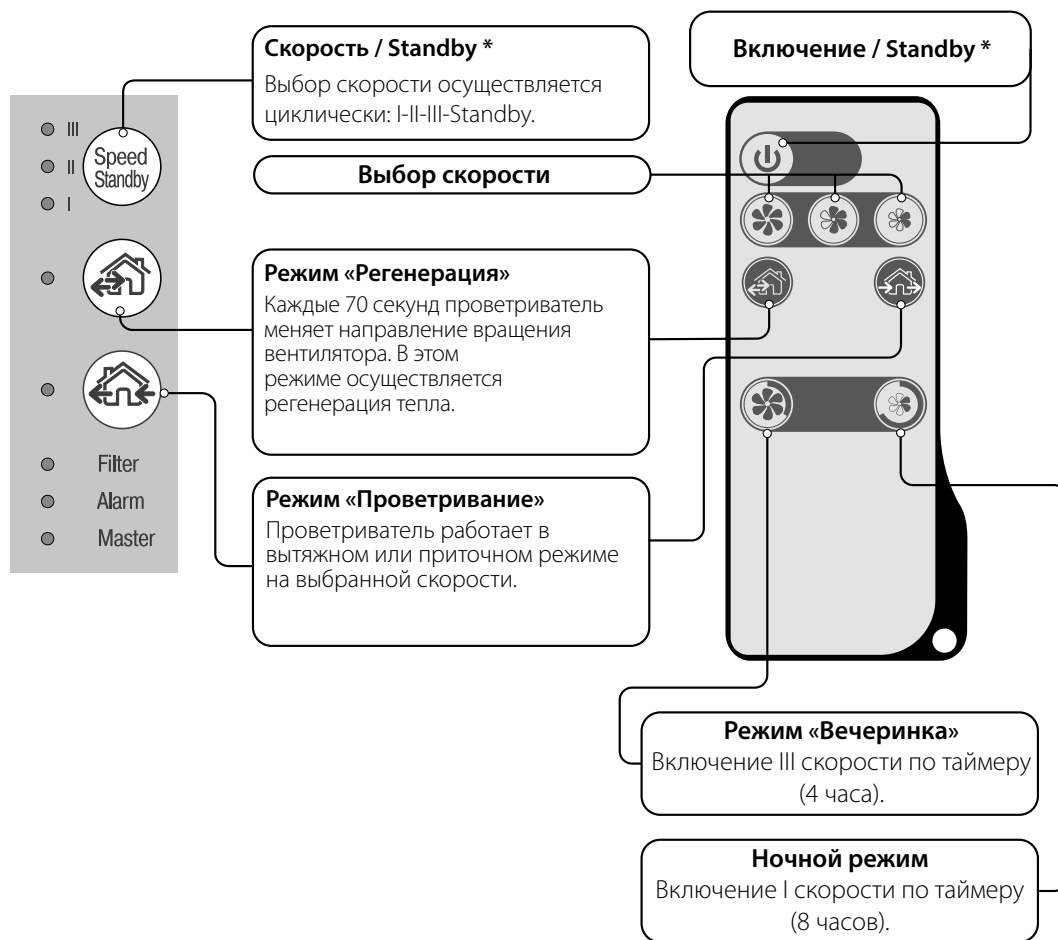 Скорость / Standby *
Выбор скорости осуществляется
циклически: I-II-III-Standby.
Включение / Standby *
III
II
I
Speed
Standby
Выбор скорости
Режим «Регенерация»
Каждые 70 секунд проветриватель
меняет направление вращения
вентилятора. В этом
режиме осуществляется
регенерация тепла.
Filter
Alarm
Master
Режим «Проветривание»
Проветриватель работает в
вытяжном или приточном режиме
на выбранной скорости.
Режим «Вечеринка»
Включение III скорости по таймеру
(4 часа).
Ночной режим
Включение I скорости по таймеру
(8 часов).